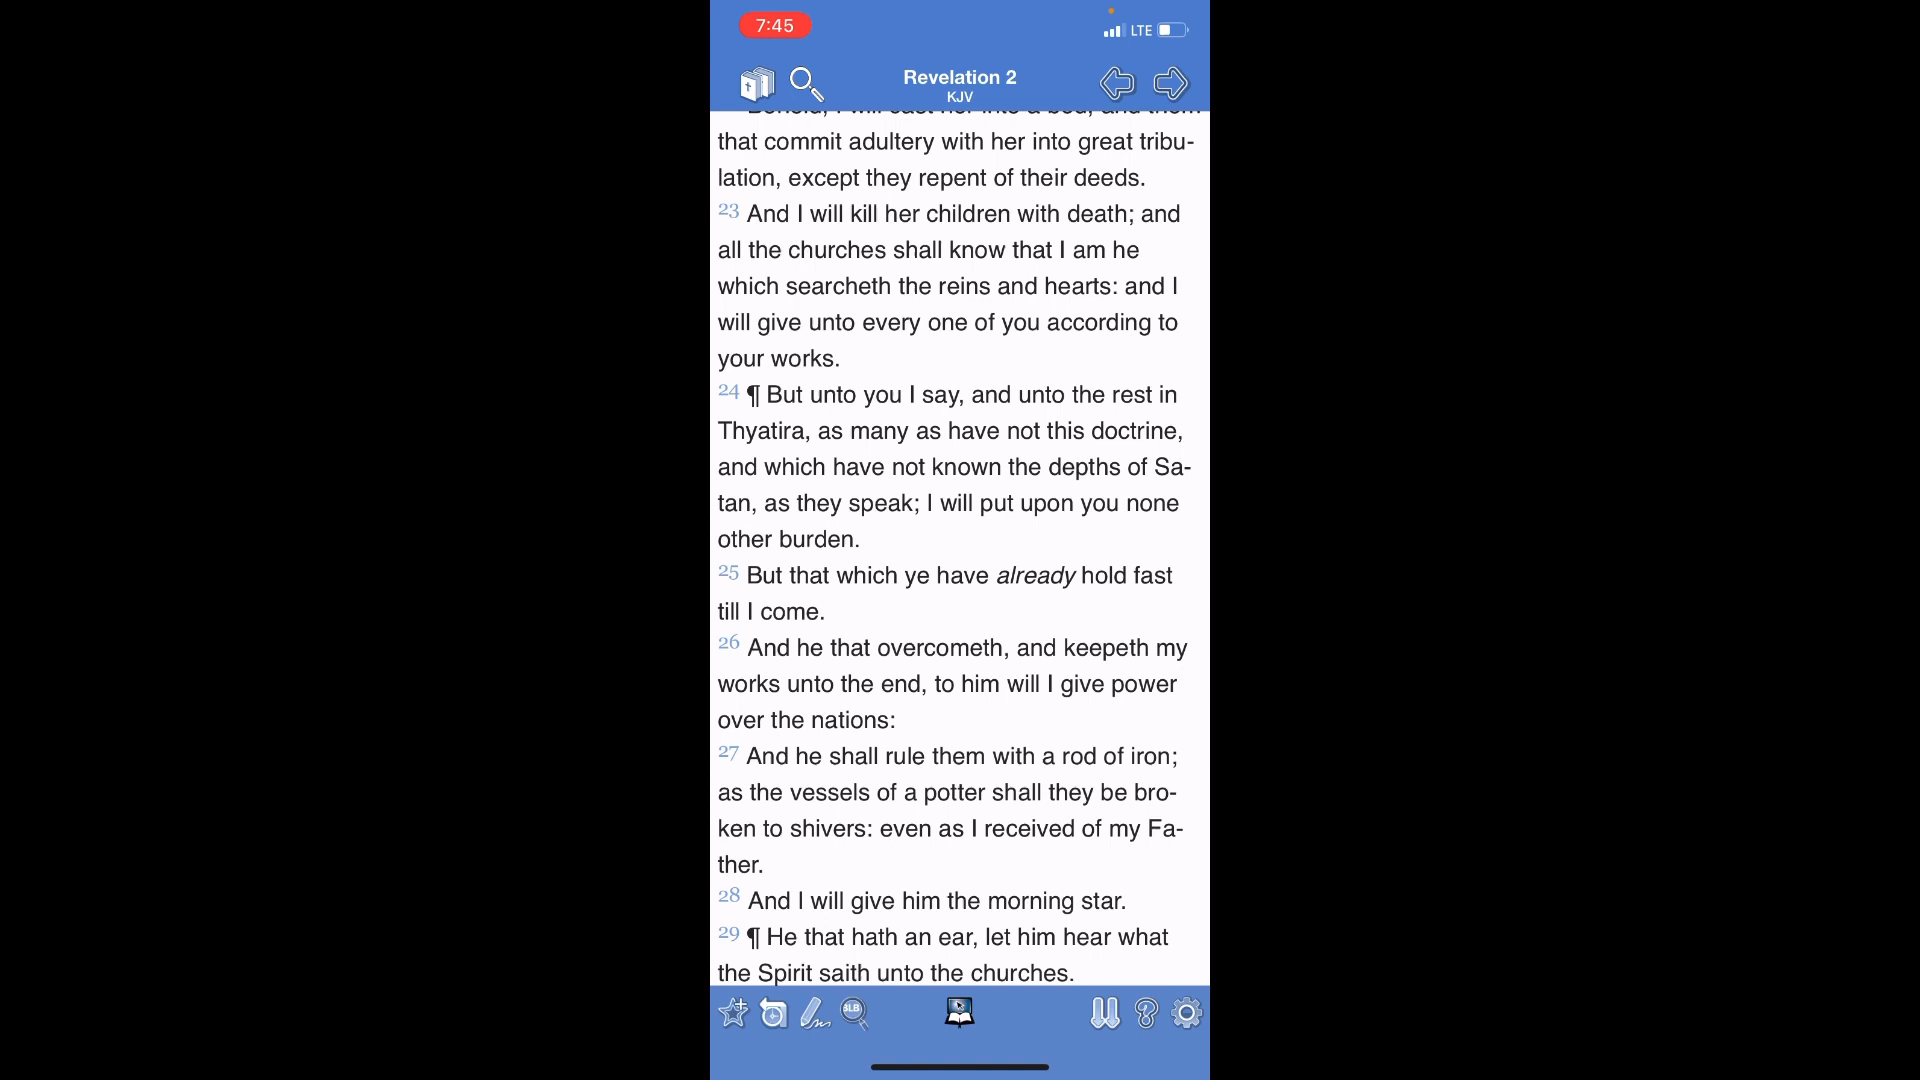 7:45
LTE
Revelation 2
KJV
Behold, I will cast her into a bed, and them
that commit adultery with her into great tribu-
lation, except they repent of their deeds.
23 And I will kill her children with death; and
all the churches shall know that I am he
which searcheth the reins and hearts: and I
will give unto every one of you according to
your works.
24 ¶ But unto you I say, and unto the rest in
Thyatira, as many as have not this doctrine,
and which have not known the depths of Sa-
tan, as they speak; I will put upon you none
other burden.
25 But that which ye have already hold fast
till I come.
26 And he that overcometh, and keepeth my
works unto the end, to him will I give power
over the nations:
27 And he shall rule them with a rod of iron;
as the vessels of a potter shall they be bro-
ken to shivers: even as I received of my Fa-
ther.
28 And I will give him the morning star.
29 ¶ He that hath an ear, let him hear what
the Spirit saith unto the churches.
BLB